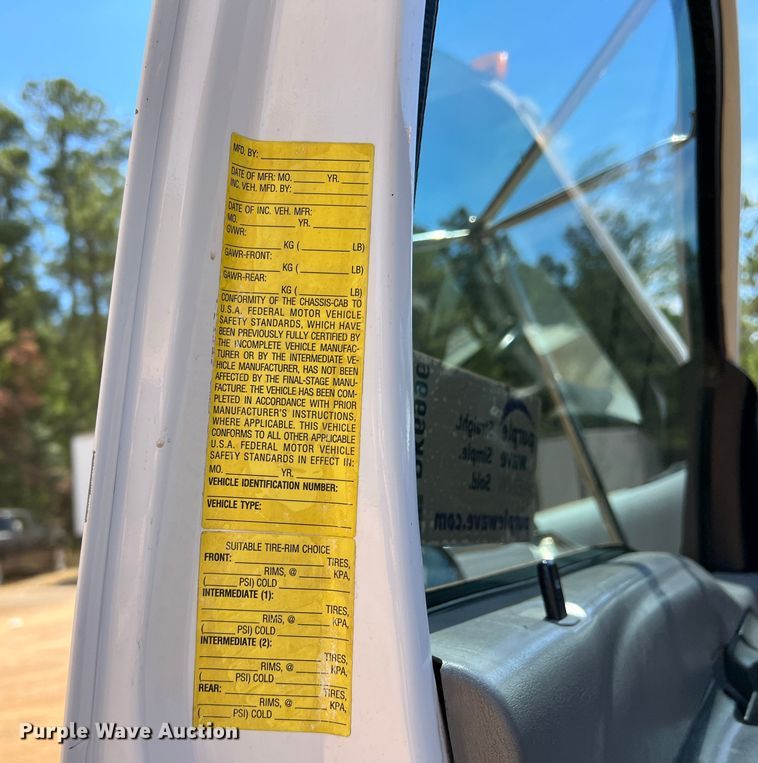 MFD. BY:
DATE OF MFR: MO. YR.
INC. VEH. MFD. BY:
DATE OF INC. VEH. MFR:
MO. YR.
GVWR:
KG ( LB)
GAWR-FRONT:
KG ( LB)
GAWR-REAR:
KG ( LB)
CONFORMITY OF THE CHASSIS-CAB TO
U.S.A. FEDERAL MOTOR VEHICLE
SAFETY STANDARDS, WHICH HAVE
BEEN PREVIOUSLY FULLY CERTIFIED BY
THE INCOMPLETE VEHICLE MANUFAC-
TURER OR BY THE INTERMEDIATE VE-
HICLE MANUFACTURER, HAS NOT BEEN
AFFECTED BY THE FINAL-STAGE MANU-
FACTURE. THE VEHICLE HAS BEEN COM-
PLETED IN ACCORDANCE WITH PRIOR
MANUFACTURER'S INSTRUCTIONS,
WHERE APPLICABLE. THIS VEHICLE
CONFORMS TO ALL OTHER APPLICABLE
U.S.A. FEDERAL MOTOR VEHICLE
SAFETY STANDARDS IN EFFECT IN:
MO. YR.
VEHICLE IDENTIFICATION NUMBER:
VEHICLE TYPE:
SUITABLE TIRE-RIM CHOICE
FRONT: TIRES,
RIMS, @ KPA,
( PSI) COLD
INTERMEDIATE (1):
TIRES,
RIMS, @ KPA,
( PSI) COLD
INTERMEDIATE (2):
TIRES,
RIMS, @ KPA,
( PSI) COLD
REAR: TIRES,
RIMS, @ KPA,
( PSI) COLD
purple wave
Straight.
Simple.
Sold.
purplewave.com
Purple Wave Auction